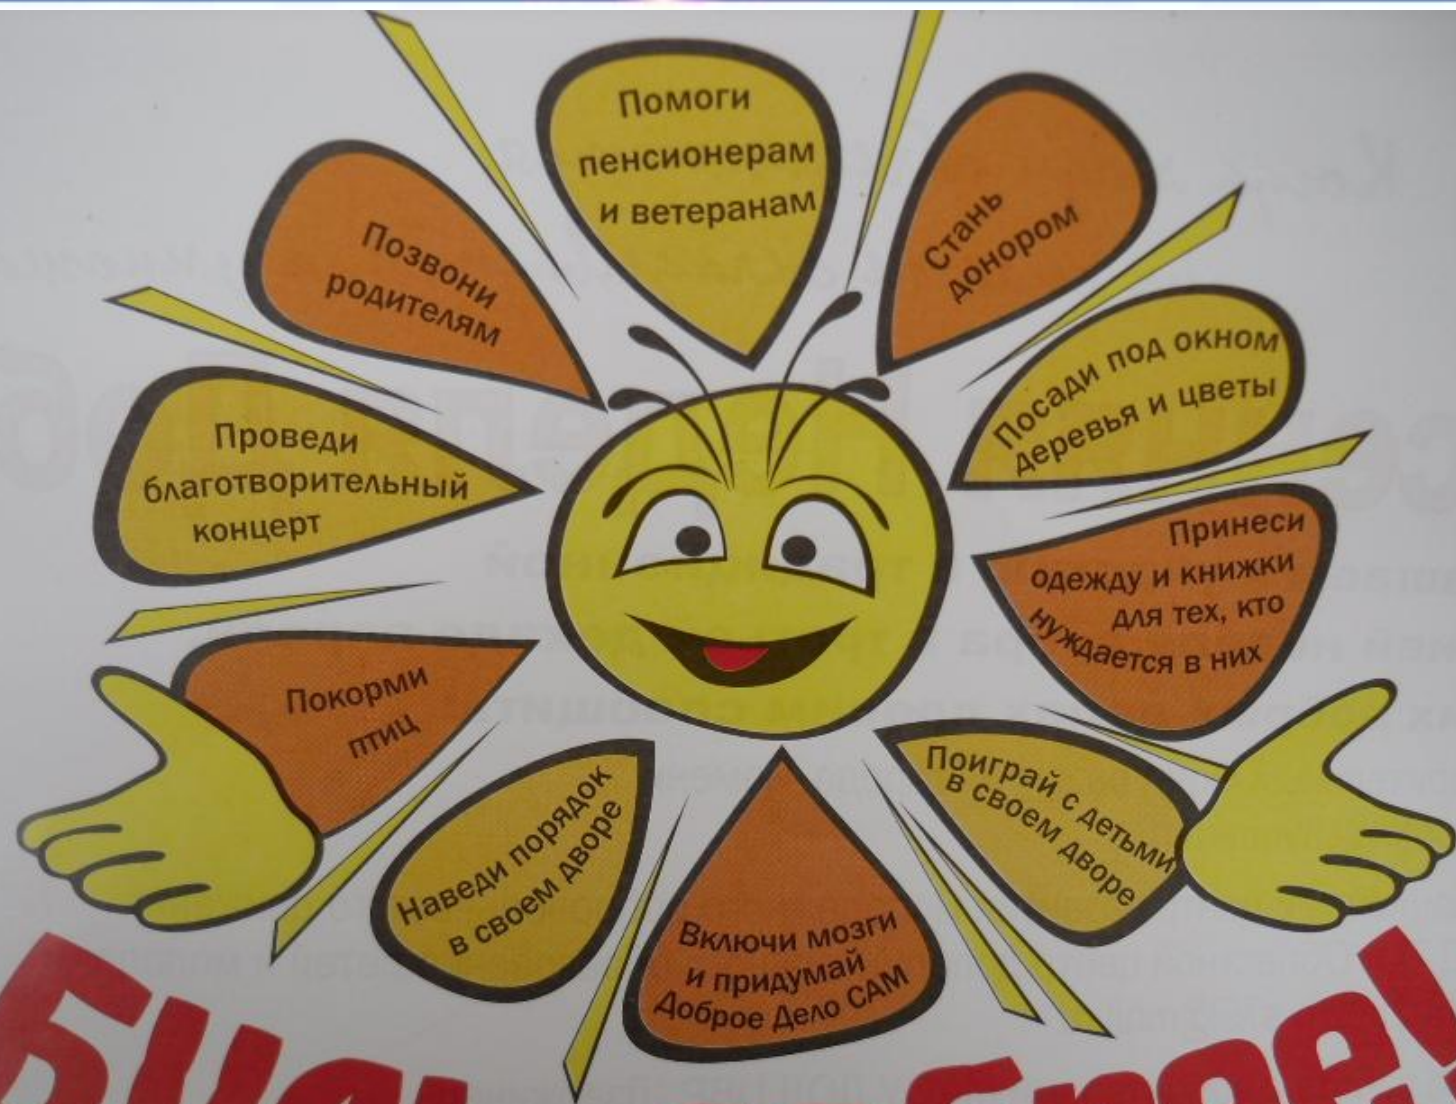 Помоги
пенсионерам
и ветеранам
Стань
донором
Посади под окном
деревья и цветы
Принеси
одежду и книжки
для тех, кто
нуждается в них
Поиграй с детьми
в своем дворе
Включи мозги
и придумай
Доброе Дело САМ
Наведи порядок
в своем дворе
Покорми
птиц
Проведи
благотворительный
концерт
Позвони
родителям